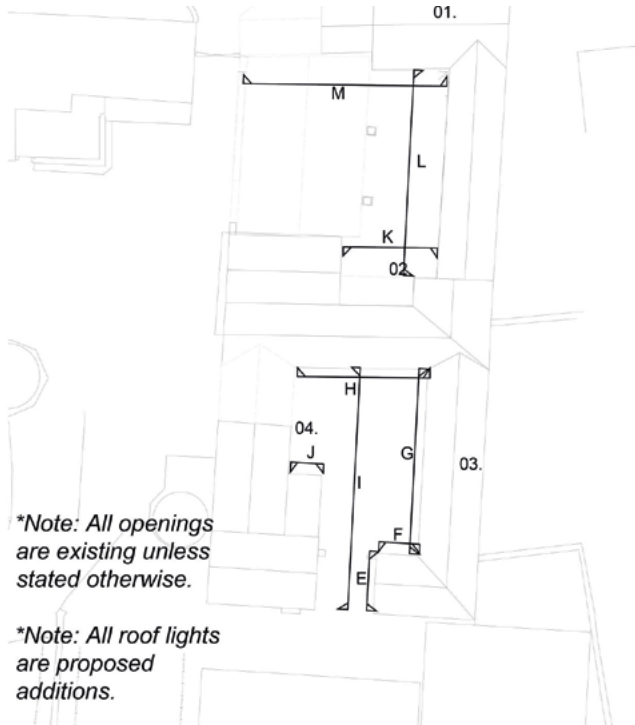 01.
M
L
K
02
H
04.
J
G
03.
I
F
E
*Note: All openings
are existing unless
stated otherwise.
*Note: All roof lights
are proposed
additions.